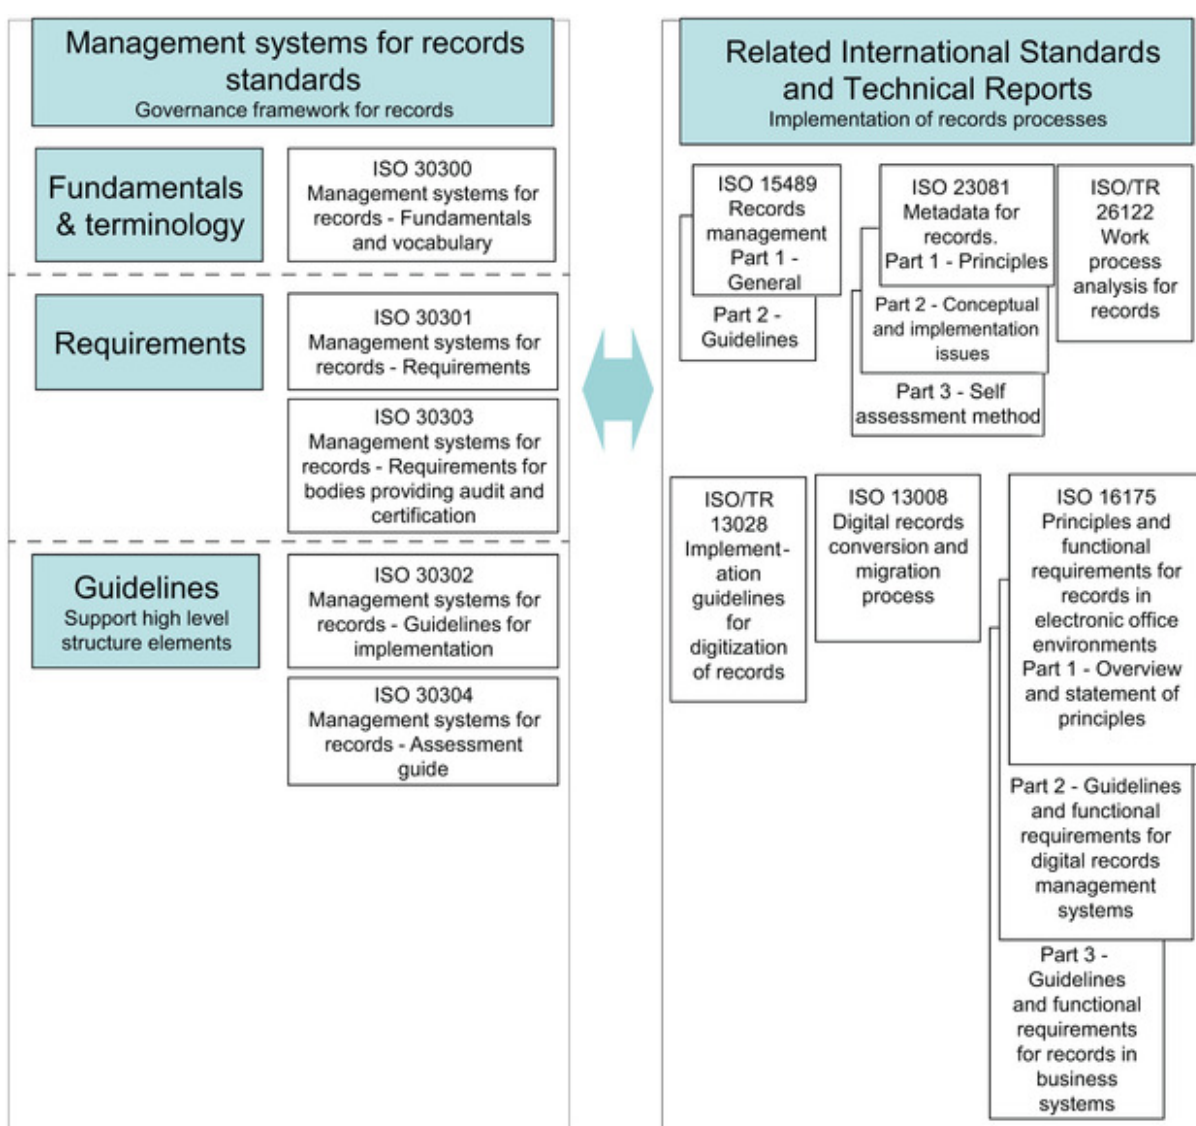 Management systems for records
standards
Governance framework for records
Fundamentals
& terminology
ISO 30300
Management systems for
records - Fundamentals
and vocabulary
Requirements
ISO 30301
Management systems for
records - Requirements
ISO 30303
Management systems for
records - Requirements for
bodies providing audit and
certification
Guidelines
Support high level
structure elements
ISO 30302
Management systems for
records - Guidelines for
implementation
ISO 30304
Management systems for
records - Assessment
guide
Related International Standards
and Technical Reports
Implementation of records processes
ISO 15489
Records
management
Part 1 -
General
Part 2 -
Guidelines
ISO 23081
Metadata for
records.
Part 1 - Principles
Part 2 - Conceptual
and implementation
issues
Part 3 - Self
assessment method
ISO/TR
26122
Work
process
analysis for
records
ISO/TR
13028
Implement-
ation
guidelines
for
digitization
of records
ISO 13008
Digital records
conversion and
migration
process
ISO 16175
Principles and
functional
requirements for
records in
electronic office
environments
Part 1 - Overview
and statement of
principles
Part 2 - Guidelines
and functional
requirements for
digital records
management
systems
Part 3 -
Guidelines
and functional
requirements
for records in
business
systems